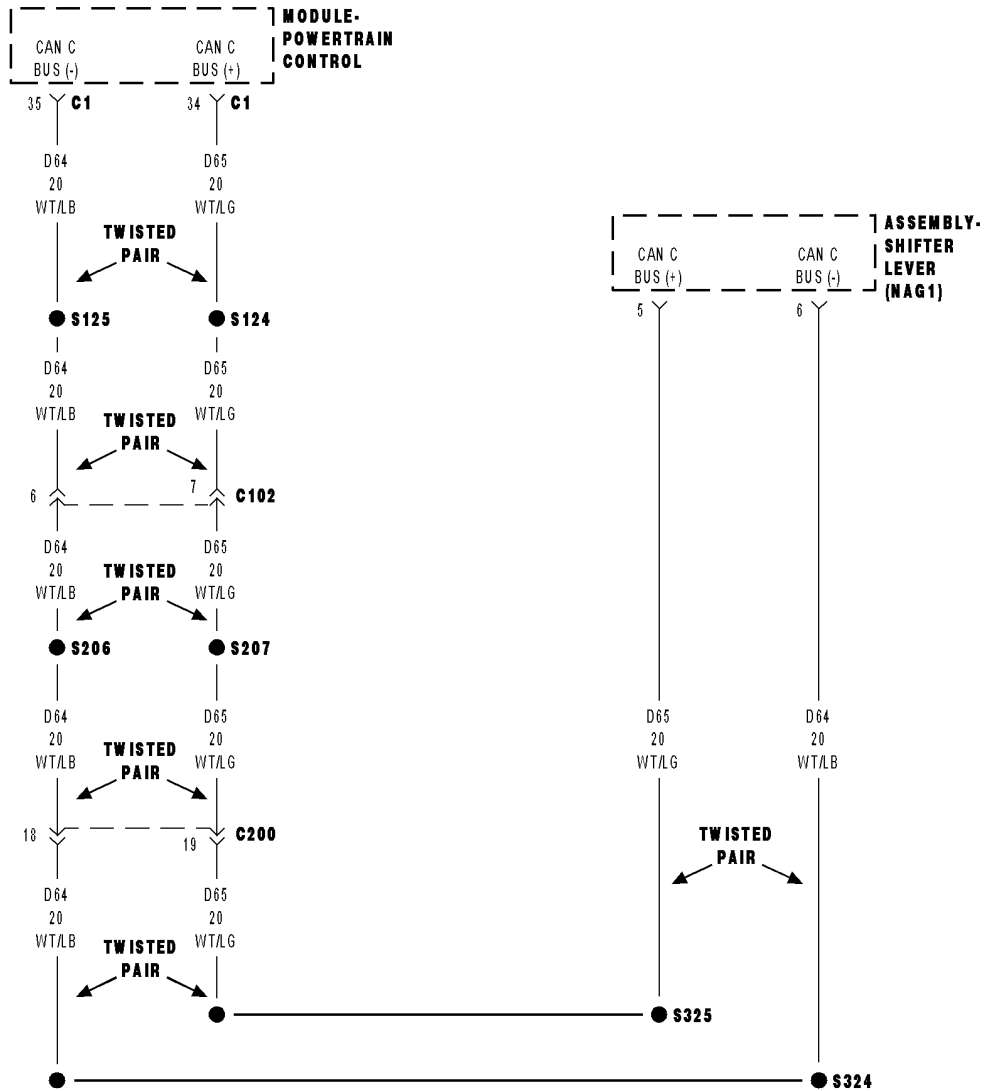 MODULE-
POWERTRAIN
CONTROL
CAN C
BUS (-)
CAN C
BUS (+)
35 C1
34 C1
D64
20
WT/LB
D65
20
WT/LG
TWISTED
PAIR
S125
S124
D64
20
WT/LB
D65
20
WT/LG
TWISTED
PAIR
6
7
C102
D64
20
WT/LB
D65
20
WT/LG
TWISTED
PAIR
S206
S207
D64
20
WT/LB
D65
20
WT/LG
TWISTED
PAIR
18
19
C200
D64
20
WT/LB
D65
20
WT/LG
TWISTED
PAIR
ASSEMBLY-
SHIFTER
LEVER
(NAG1)
CAN C
BUS (+)
CAN C
BUS (-)
5
6
D65
20
WT/LG
D64
20
WT/LB
TWISTED
PAIR
S325
S324